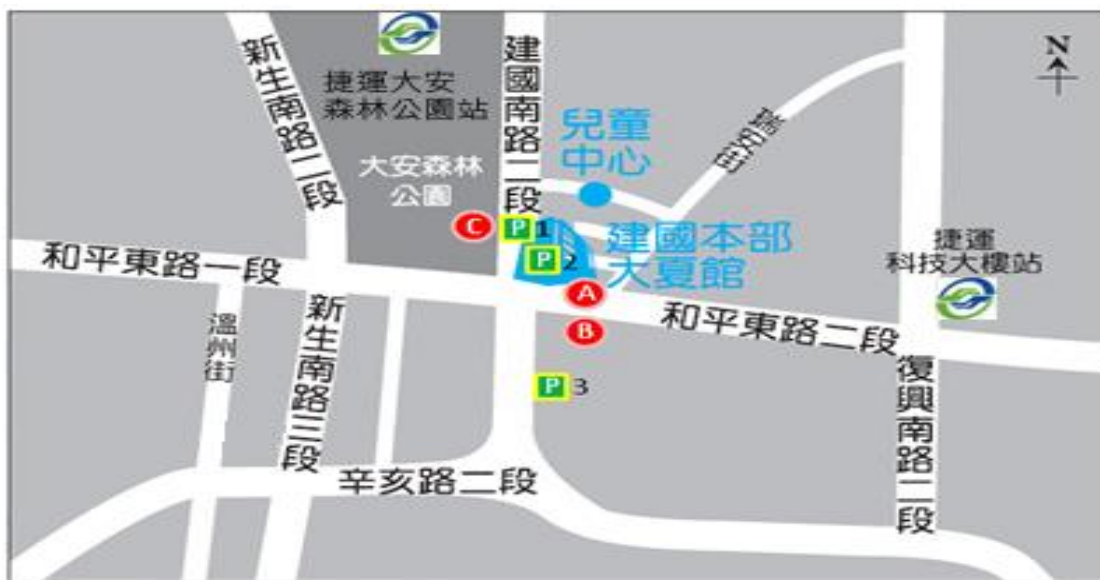 新生南路二段
捷運大安
森林公園站
建國南路二段
N
兒童
中心
瑞安街
大安森林
公園
C
P 1
P 2
建國本部
大夏館
捷運
科技大樓站
和平東路一段
A
B
和平東路二段
溫州街
新生南路三段
P 3
復興南路二段
辛亥路二段